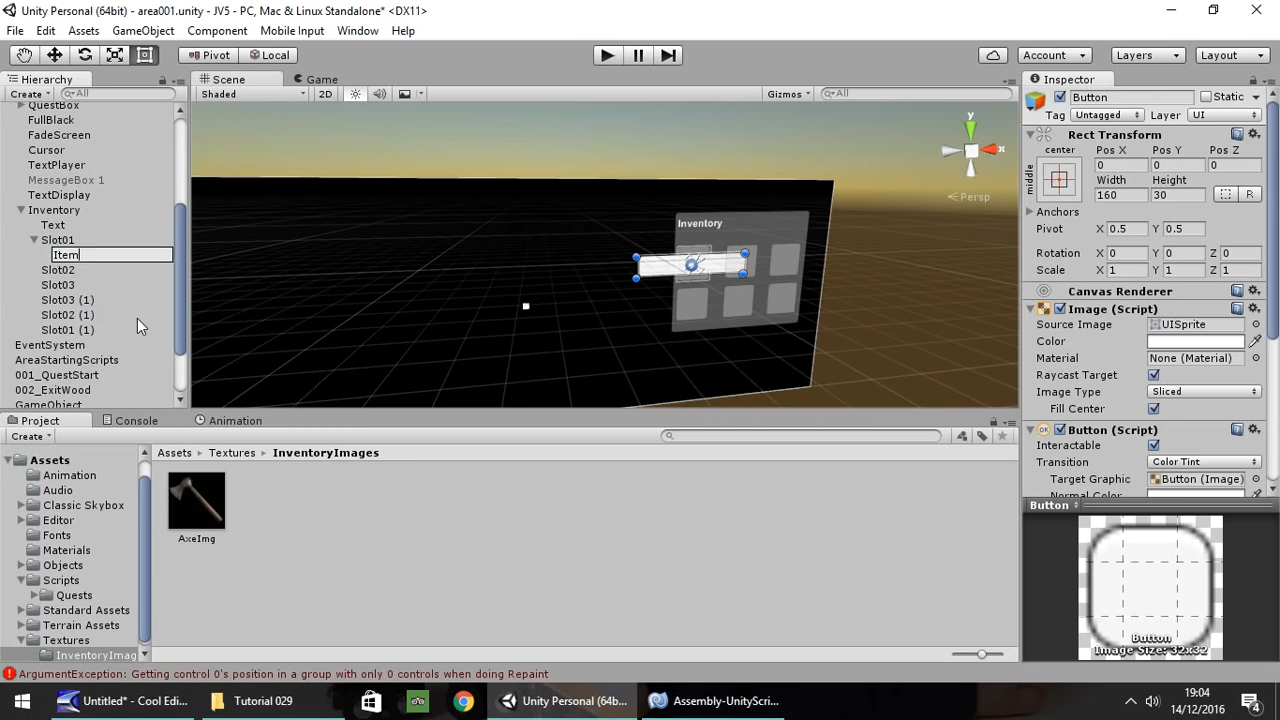 Unity Personal (64bit) - area001.unity - JV5 - PC, Mac & Linux Standalone* <DX11>
File Edit Assets GameObject Component Mobile Input Window Help
Pivot Local Account Layers Layout
Hierarchy Scene Game Inspector
Create All Shaded 2D Gizmos All Button Static
Tag Untagged Layer UI
QuestBox
FullBlack
FadeScreen
Cursor
TextPlayer
MessageBox 1
TextDisplay
Inventory
Text
Slot01
Item
Slot02
Slot03
Slot03 (1)
Slot02 (1)
Slot01 (1)
EventSystem
AreaStartingScripts
001_QuestStart
002_ExitWood
GameObject
y
x
Persp
Inventory
Rect Transform
center Pos X Pos Y Pos Z
middle 0 0 0
Width Height
160 30 R
Anchors
Pivot X 0.5 Y 0.5
Rotation X 0 Y 0 Z 0
Scale X 1 Y 1 Z 1
Canvas Renderer
Image (Script)
Source Image UISprite
Color
Material None (Material)
Raycast Target
Image Type Sliced
Fill Center
Button (Script)
Interactable
Transition Color Tint
Target Graphic Button (Image)
Normal Color
Button
Button
Image Size: 32x32
Project Console Animation
Create
Assets
Animation
Audio
Classic Skybox
Editor
Fonts
Materials
Objects
Scripts
Quests
Standard Assets
Terrain Assets
Textures
InventoryImag
Assets Textures InventoryImages
AxeImg
ArgumentException: Getting control 0's position in a group with only 0 controls when doing Repaint
Untitled* - Cool Edi... Tutorial 029 Unity Personal (64b... Assembly-UnityScri... 19:04
14/12/2016 4